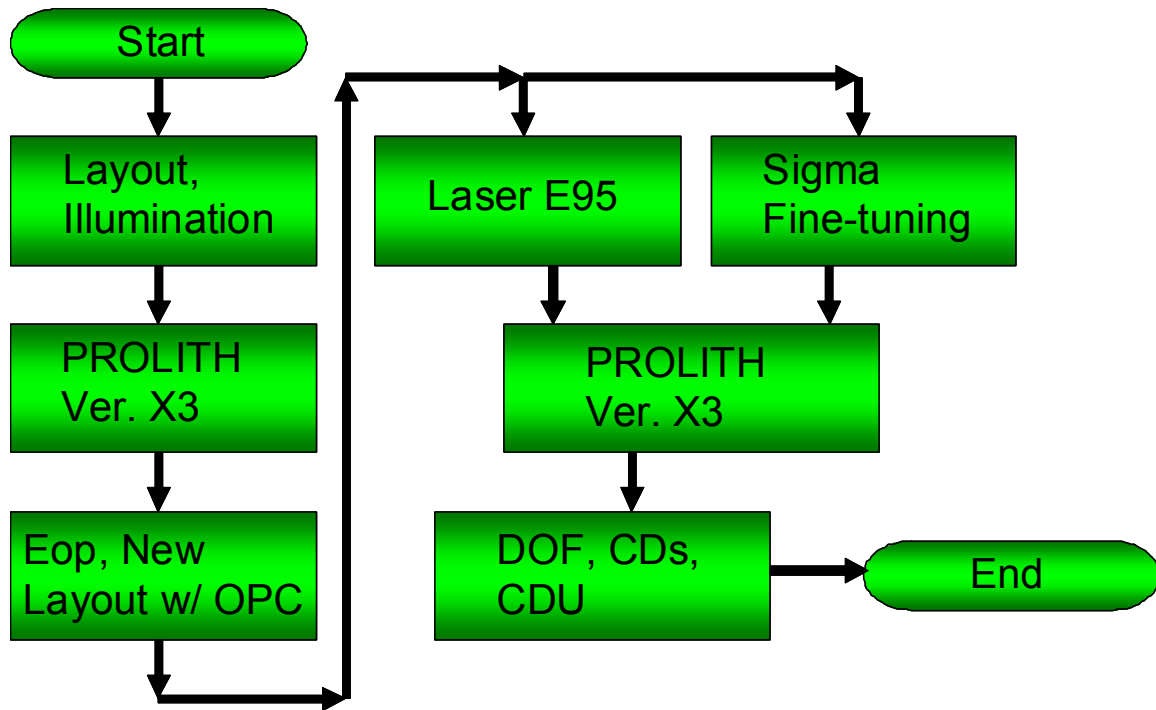 Start
Layout,
Illumination
PROLITH
Ver. X3
Eop, New
Layout w/ OPC
Laser E95
Sigma
Fine-tuning
PROLITH
Ver. X3
DOF, CDs,
CDU
End